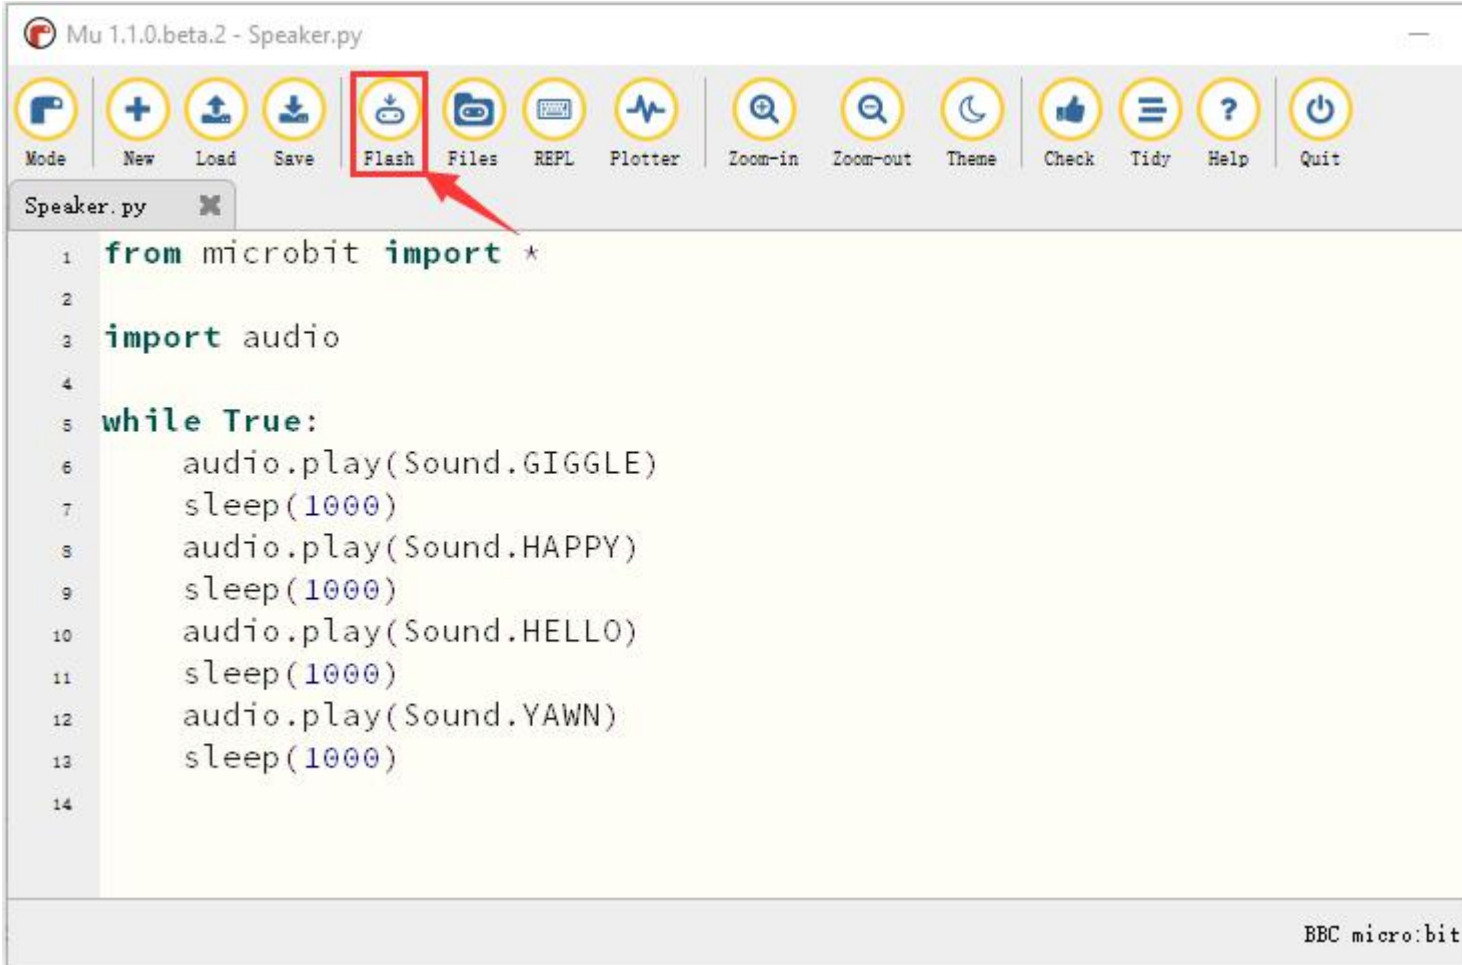 Mu 1.1.0.beta.2 - Speaker.py
Mode New Load Save Flash Files REPL Plotter Zoom-in Zoom-out Theme Check Tidy Help Quit
Speaker.py
1 from microbit import *
2
3 import audio
4
5 while True:
6     audio.play(Sound.GIGGLE)
7     sleep(1000)
8     audio.play(Sound.HAPPY)
9     sleep(1000)
10     audio.play(Sound.HELLO)
11     sleep(1000)
12     audio.play(Sound.YAWN)
13     sleep(1000)
14
BBC micro:bit